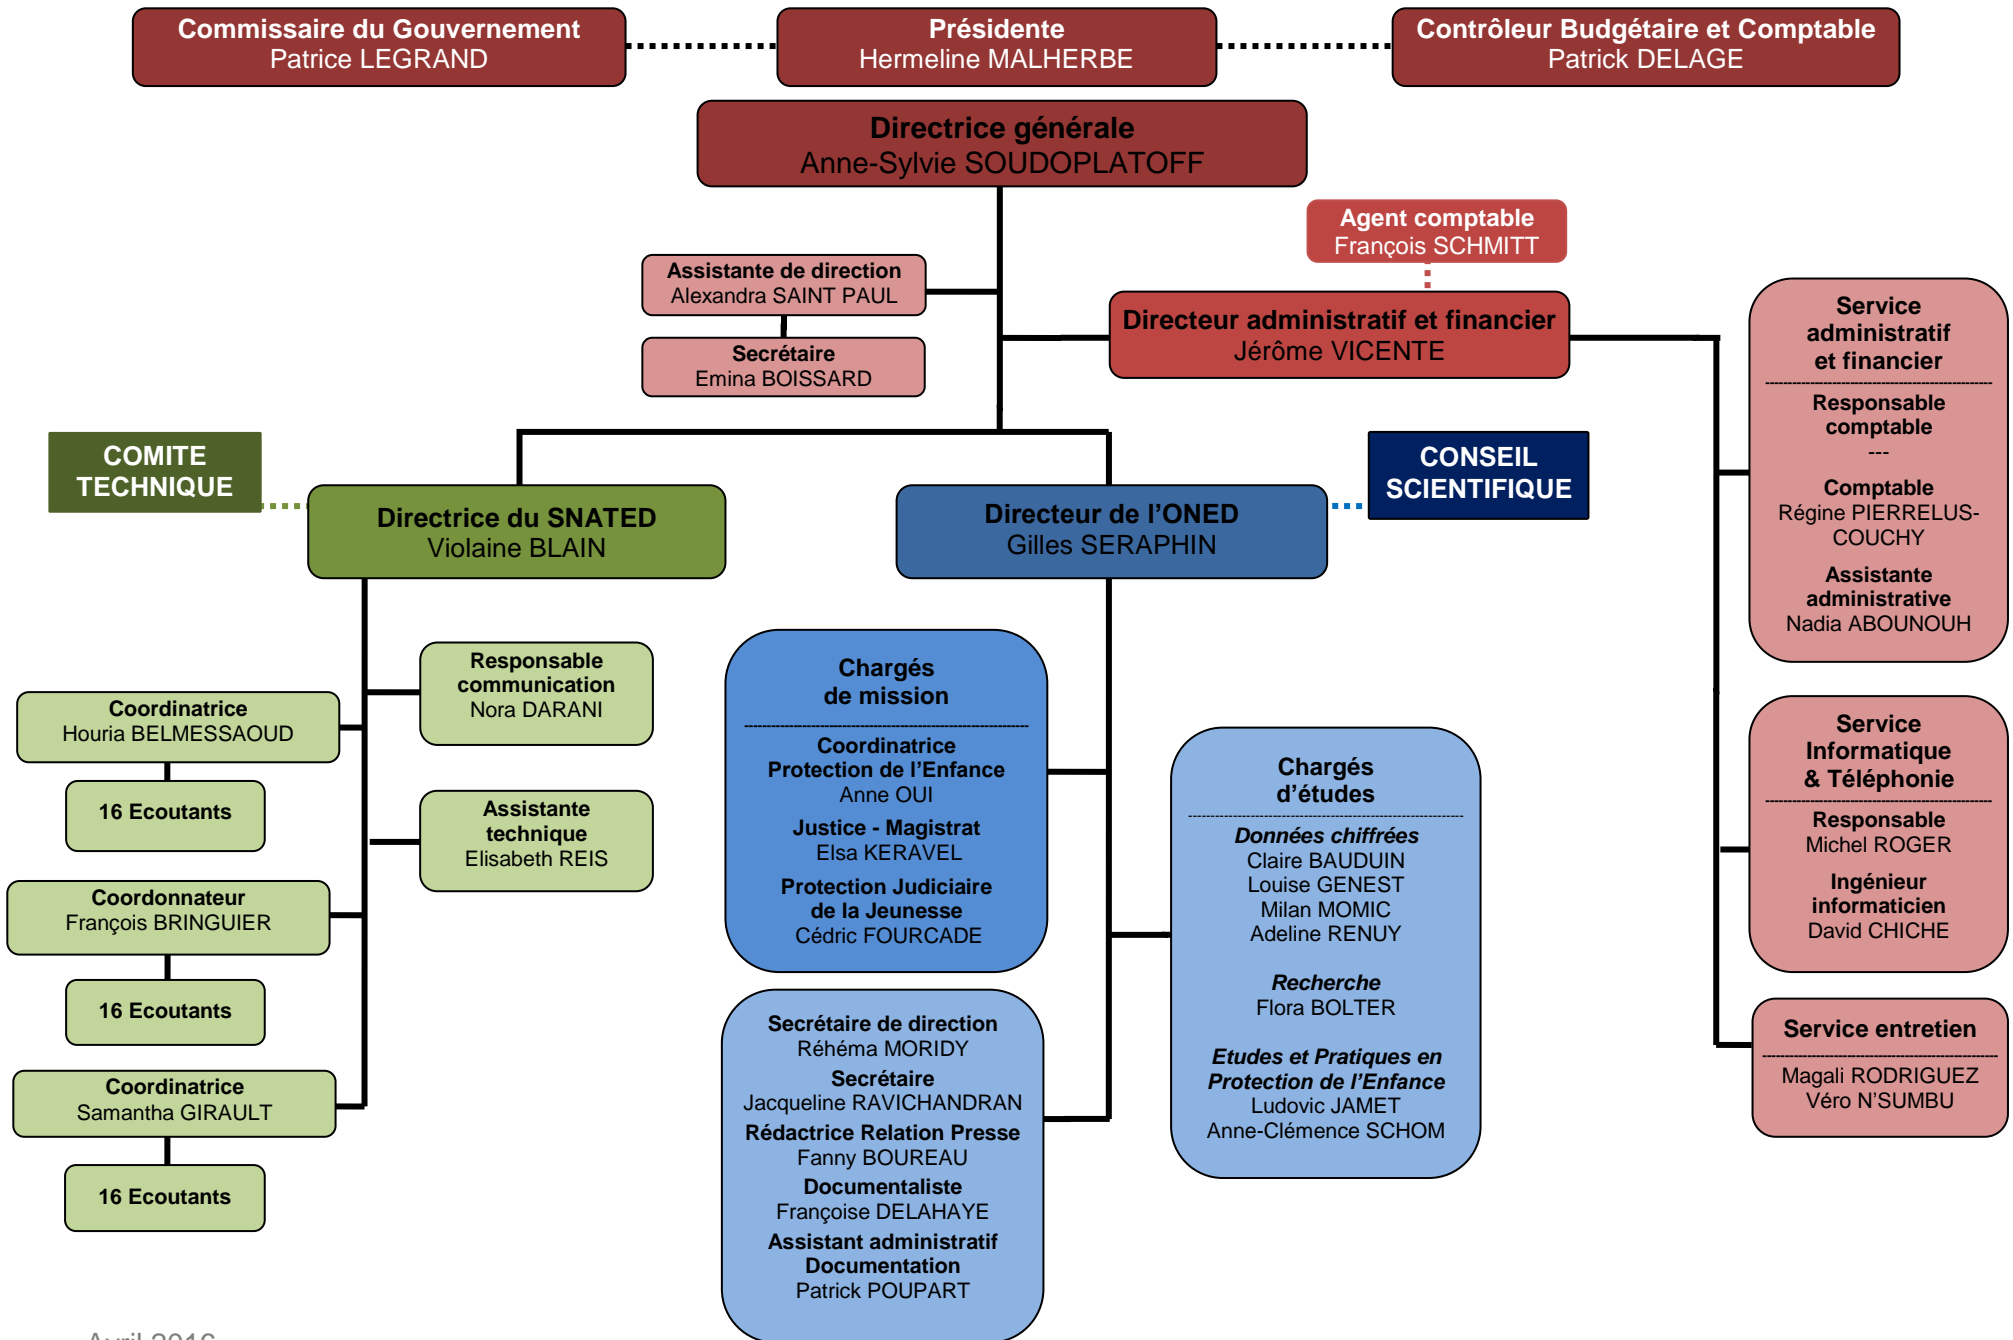 Commissaire du Gouvernement
Patrice LEGRAND
Présidente
Hermeline MALHERBE
Contrôleur Budgétaire et Comptable
Patrick DELAGE
Directrice générale
Anne-Sylvie SOUDOPLATOFF
Agent comptable
François SCHMITT
Assistante de direction
Alexandra SAINT PAUL
Secrétaire
Emina BOISSARD
Directeur administratif et financier
Jérôme VICENTE
Service
administratif
et financier
Responsable
comptable
---
Comptable
Régine PIERRELUS-
COUCHY
Assistante
administrative
Nadia ABOUNOUH
COMITE
TECHNIQUE
CONSEIL
SCIENTIFIQUE
Directrice du SNATED
Violaine BLAIN
Directeur de l’ONED
Gilles SERAPHIN
Responsable
communication
Nora DARANI
Coordinatrice
Houria BELMESSAOUD
16 Ecoutants
Assistante
technique
Elisabeth REIS
Coordonnateur
François BRINGUIER
16 Ecoutants
Coordinatrice
Samantha GIRAULT
16 Ecoutants
Chargés
de mission
Coordinatrice
Protection de l’Enfance
Anne OUI
Justice - Magistrat
Elsa KERAVEL
Protection Judiciaire
de la Jeunesse
Cédric FOURCADE
Secrétaire de direction
Réhéma MORIDY
Secrétaire
Jacqueline RAVICHANDRAN
Rédactrice Relation Presse
Fanny BOUREAU
Documentaliste
Françoise DELAHAYE
Assistant administratif
Documentation
Patrick POUPART
Chargés
d’études
Données chiffrées
Claire BAUDUIN
Louise GENEST
Milan MOMIC
Adeline RENUY
Recherche
Flora BOLTER
Etudes et Pratiques en
Protection de l’Enfance
Ludovic JAMET
Anne-Clémence SCHOM
Service
Informatique
& Téléphonie
Responsable
Michel ROGER
Ingénieur
informaticien
David CHICHE
Service entretien
Magali RODRIGUEZ
Véro N’SUMBU
Avril 2016